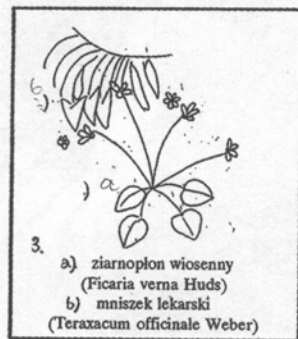 b)
) a
3.
a) ziarnopłon wiosenny
(Ficaria verna Huds)
b) mniszek lekarski
(Teraxacum officinale Weber)